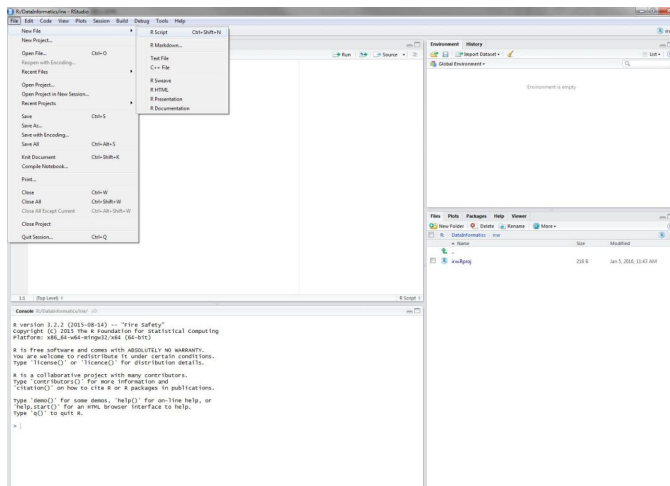 R:/DataInformatics/inw - RStudio
File Edit Code View Plots Session Build Debug Tools Help
New File
New Project...
Open File... Ctrl+O
Reopen with Encoding...
Recent Files
Open Project...
Open Project in New Session...
Recent Projects
Save Ctrl+S
Save As...
Save with Encoding...
Save All Ctrl+Alt+S
Knit Document Ctrl+Shift+K
Compile Notebook...
Print...
Close Ctrl+W
Close All Ctrl+Shift+W
Close All Except Current Ctrl+Alt+Shift+W
Close Project
Quit Session... Ctrl+Q
R Script Ctrl+Shift+N
R Markdown...
Text File
C++ File
R Sweave
R HTML
R Presentation
R Documentation
Run Source
1:1 (Top Level) R Script
Console R:/DataInformatics/inw/
R version 3.2.2 (2015-08-14) -- "Fire Safety"
Copyright (C) 2015 The R Foundation for Statistical Computing
Platform: x86_64-w64-mingw32/x64 (64-bit)
R is free software and comes with ABSOLUTELY NO WARRANTY.
You are welcome to redistribute it under certain conditions.
Type 'license()' or 'licence()' for distribution details.
R is a collaborative project with many contributors.
Type 'contributors()' for more information and
'citation()' on how to cite R or R packages in publications.
Type 'demo()' for some demos, 'help()' for on-line help, or
'help.start()' for an HTML browser interface to help.
Type 'q()' to quit R.
>
Environment History
Import Dataset List
Global Environment
Environment is empty
Files Plots Packages Help Viewer
New Folder Delete Rename More
R: DataInformatics inw
Name Size Modified
..
inw.Rproj 218 B Jan 5, 2016, 11:43 AM